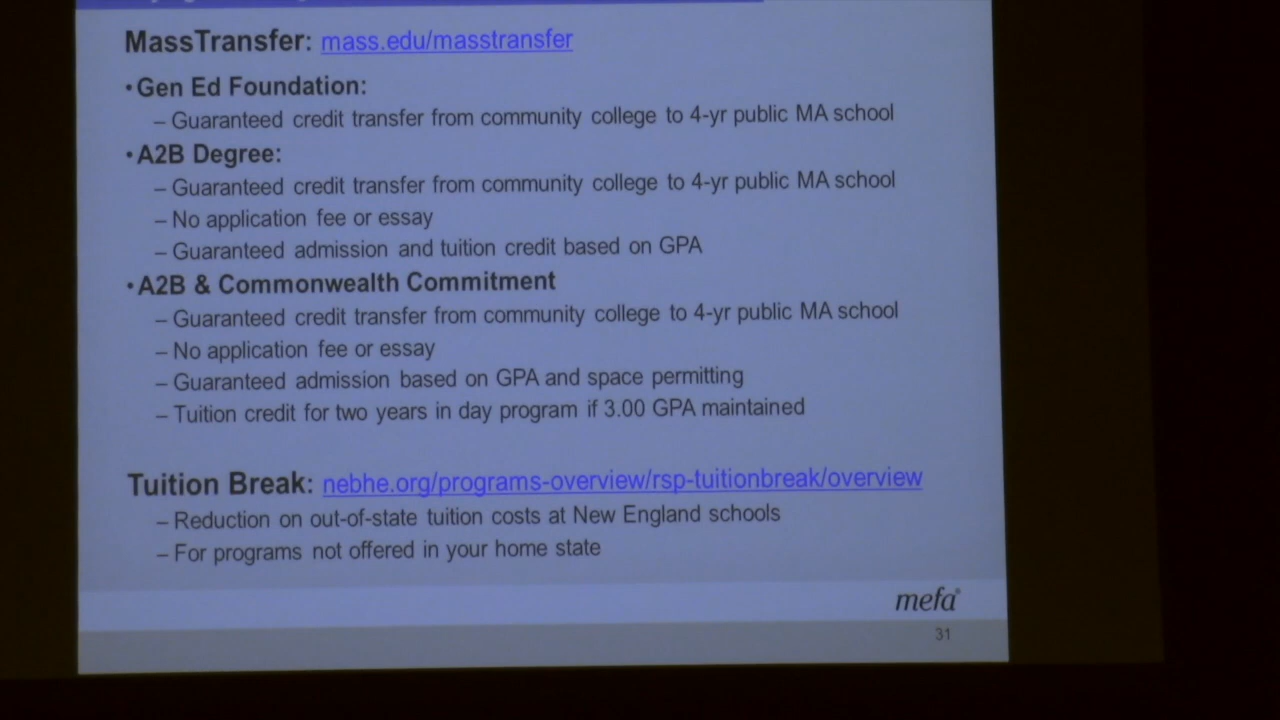 MassTransfer: mass.edu/masstransfer
•Gen Ed Foundation:
– Guaranteed credit transfer from community college to 4-yr public MA school
•A2B Degree:
– Guaranteed credit transfer from community college to 4-yr public MA school
– No application fee or essay
– Guaranteed admission and tuition credit based on GPA
•A2B & Commonwealth Commitment
– Guaranteed credit transfer from community college to 4-yr public MA school
– No application fee or essay
– Guaranteed admission based on GPA and space permitting
– Tuition credit for two years in day program if 3.00 GPA maintained
Tuition Break: nebhe.org/programs-overview/rsp-tuitionbreak/overview
– Reduction on out-of-state tuition costs at New England schools
– For programs not offered in your home state
mefa®
31